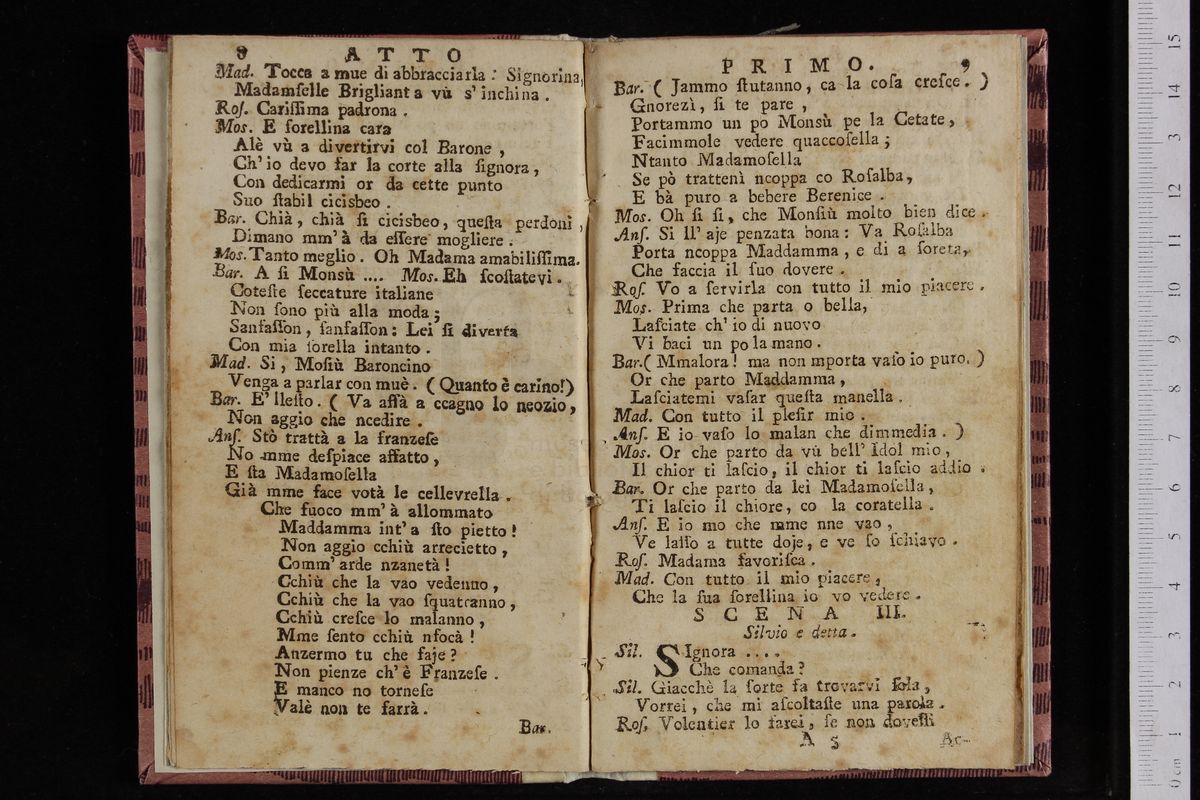 8 ATTO
Mad. Tocca a mue di abbracciarla: Signorina,
Madamſelle Brigliant a vù s' inchina.
Roſ. Cariſſima padrona.
Moſ. E ſorellina cara
Alè vù a divertirvi col Barone,
Ch' io devo far la corte alla ſignora,
Con dedicarmi or da cette punto
Suo ſtabil cicisbeo.
Bar. Chià, chià ſi cicisbeo, queſta perdoni,
Dimano mm' à da eſſere mogliere.
Mos. Tanto meglio. Oh Madama amabiliſſima.
Bar. A ſi Monsù .... Mos. Eh ſcoſtatevi.
Coteſte ſeccature italiane
Non ſono più alla moda;
Sanfaſſon, ſanfaſſon: Lei ſi diverta
Con mia ſorella intanto.
Mad. Si, Moſiù Baroncino
Venga a parlar con muè. (Quanto è carino!)
Bar. E' lleſto. ( Va aſſà a ccagno lo neozio,
Non aggio che ncedire.
Anſ. Stò trattà a la franzeſe
No mme deſpiace affatto,
E ſta Madamoſella
Già mme face votà le cellevrella.
Che fuoco mm' à allommato
Maddamma int' a ſto pietto!
Non aggio cchiù arrecietto,
Comm' arde nzanetà!
Cchiù che la vao vedenno,
Cchiù che la vao ſquatranno,
Cchiù creſce lo malanno,
Mme ſento cchiù nfocà!
Anzermo tu che faje?
Non pienze ch' è Franzeſe.
E manco no torneſe
Valè non te farrà.
Bar.
PRIMO. 9
Bar. ( Jammo ſtutanno, ca la coſa creſce. )
Gnorezì, ſi te pare,
Portammo un po Monsù pe la Cetate,
Facimmole vedere quaccoſella;
Ntanto Madamoſella
Se pò trattenì ncoppa co Roſalba,
E bà puro a bebere Berenice.
Mos. Oh ſi ſi, che Monſiù molto bien dice.
Anſ. Si ll' aje penzata bona: Va Roſalba
Porta ncoppa Maddamma, e di a ſoreta,
Che faccia il ſuo dovere.
Roſ. Vo a ſervirla con tutto il mio piacere.
Mos. Prima che parta o bella,
Laſciate ch' io di nuovo
Vi baci un po la mano.
Bar. ( Mmalora! ma non mporta vaſo io puro. )
Or che parto Maddamma,
Laſciatemi vaſar queſta manella.
Mad. Con tutto il pleſir mio.
Anſ. E io vaſo lo malan che dimmedia. )
Mos. Or che parto da vù bell' Idol mio,
Il chior ti laſcio, il chior ti laſcio addio.
Bar. Or che parto da lei Madamoſella,
Ti laſcio il chiore, co la coratella.
Anſ. E io mo che mme nne vao,
Ve laſſo a tutte doje, e ve ſo ſchiavo.
Roſ. Madama favoriſca.
Mad. Con tutto il mio piacere,
Che la ſua ſorellina io vo vedere.
SCENA III.
Silvio e detta.
Sil. SIgnora ....
Che comanda?
Sil. Giacchè la ſorte fa trovarvi ſola,
Vorrei, che mi aſcoltaſte una parola.
Roſ. Volentier lo farei, ſe non doveſſi
A 5 Ac-